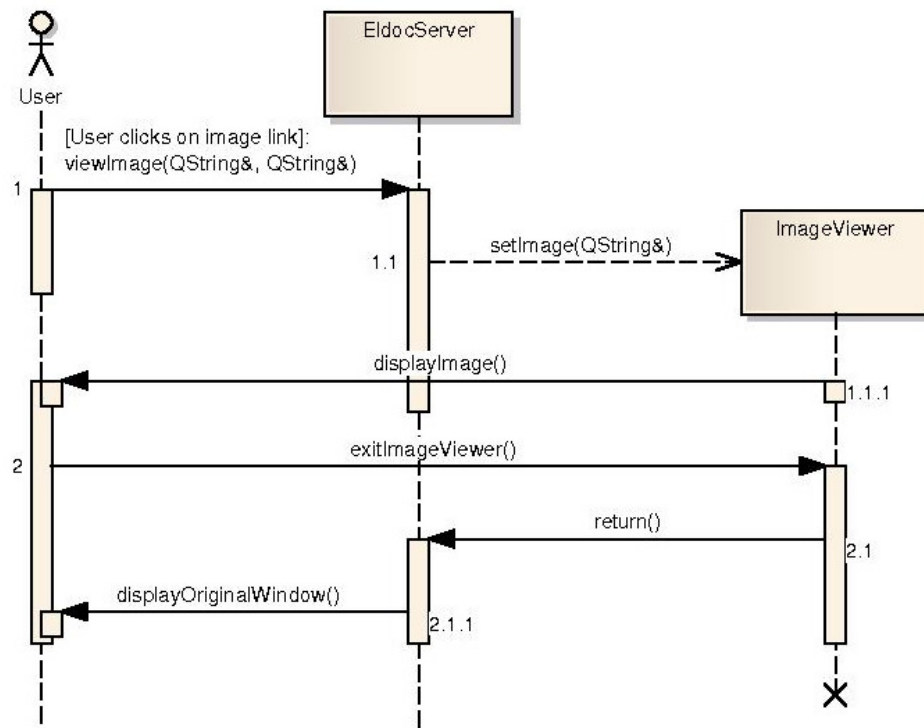 EldocServer
User
[User clicks on image link]:
viewImage(QString&, QString&)
1
ImageViewer
setImage(QString&)
1.1
displayImage()
1.1.1
exitImageViewer()
2
return()
2.1
displayOriginalWindow()
2.1.1